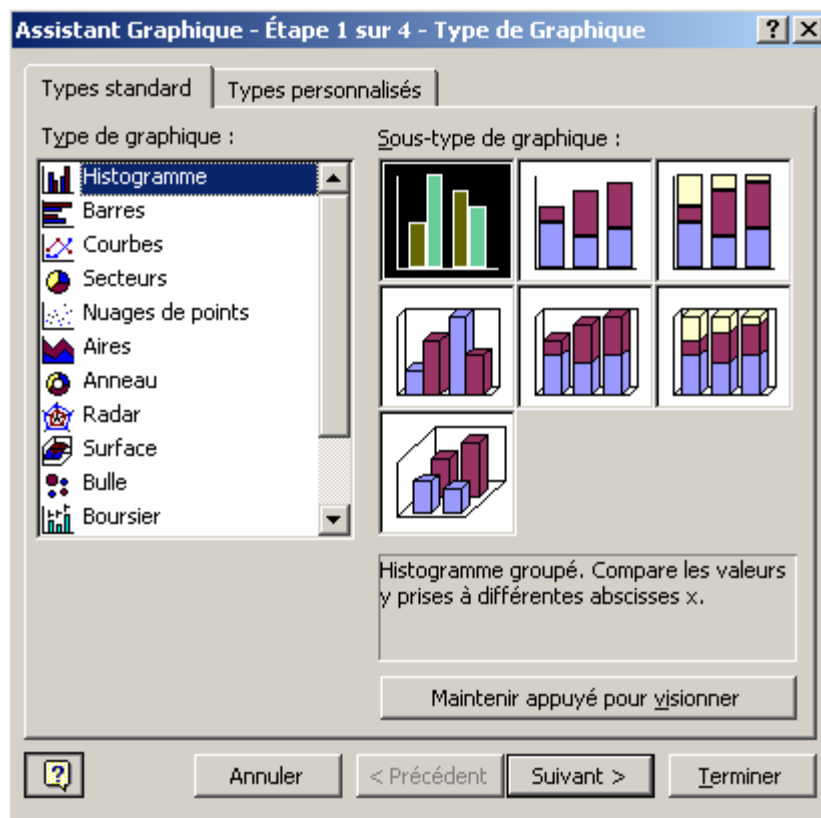 Assistant Graphique - Étape 1 sur 4 - Type de Graphique
Types standard
Types personnalisés
Type de graphique :
Histogramme
Barres
Courbes
Secteurs
Nuages de points
Aires
Anneau
Radar
Surface
Bulle
Boursier
Sous-type de graphique :
Histogramme groupé. Compare les valeurs
y prises à différentes abscisses x.
Maintenir appuyé pour visionner
Annuler
< Précédent
Suivant >
Terminer